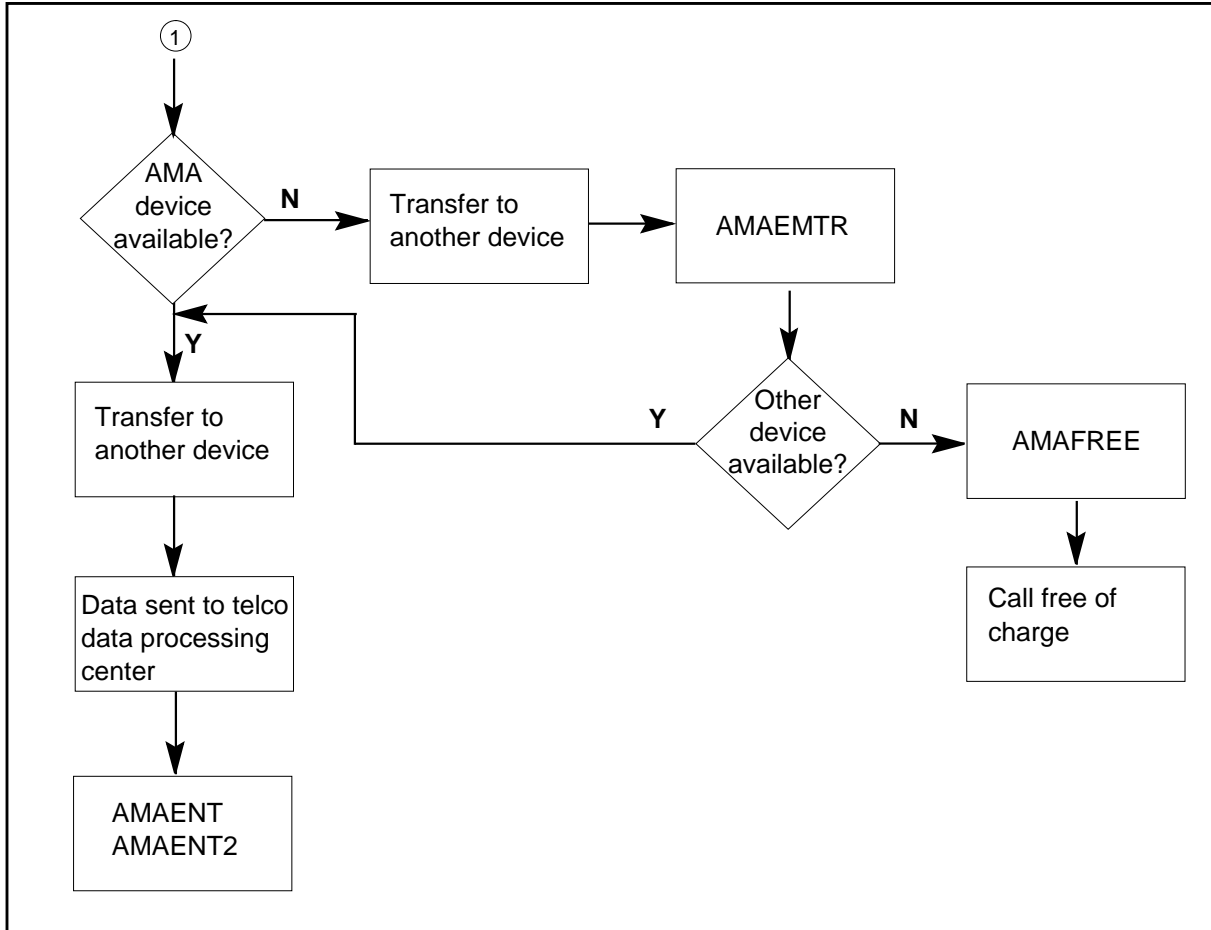 1
AMA
device
available?
N
Transfer to
another device
AMAEMTR
Y
Transfer to
another device
Y
Other
device
available?
N
AMAFREE
Data sent to telco
data processing
center
Call free of
charge
AMAENT
AMAENT2